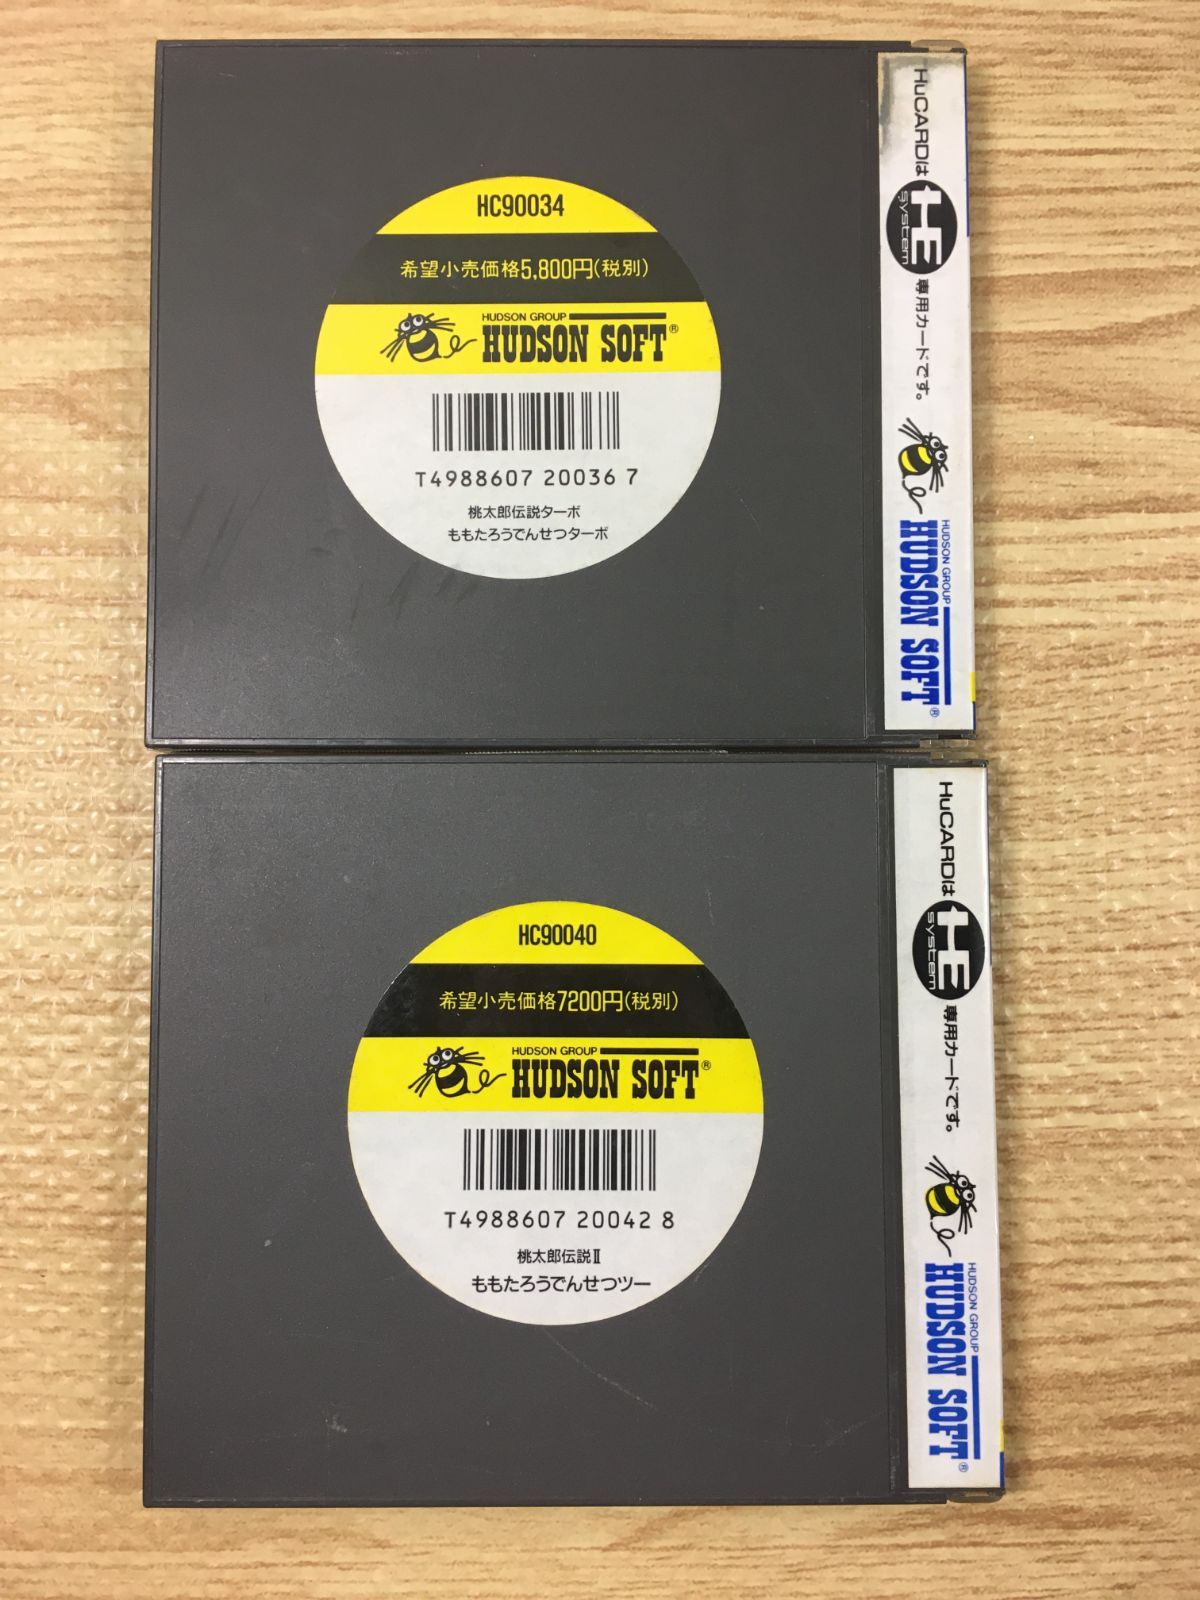 HC90034
希望小売価格5,800円(税別)
HUDSON GROUP
HUDSON SOFT®
T4988607 20036 7
桃太郎伝説ターボ
ももたろうでんせつターボ
HuCARDは HE system 専用カードです。
HUDSON GROUP
HUDSON SOFT®
HC90040
希望小売価格7200円(税別)
HUDSON GROUP
HUDSON SOFT®
T4988607 20042 8
桃太郎伝説Ⅱ
ももたろうでんせつツー
HuCARDは HE system 専用カードです。
HUDSON GROUP
HUDSON SOFT®